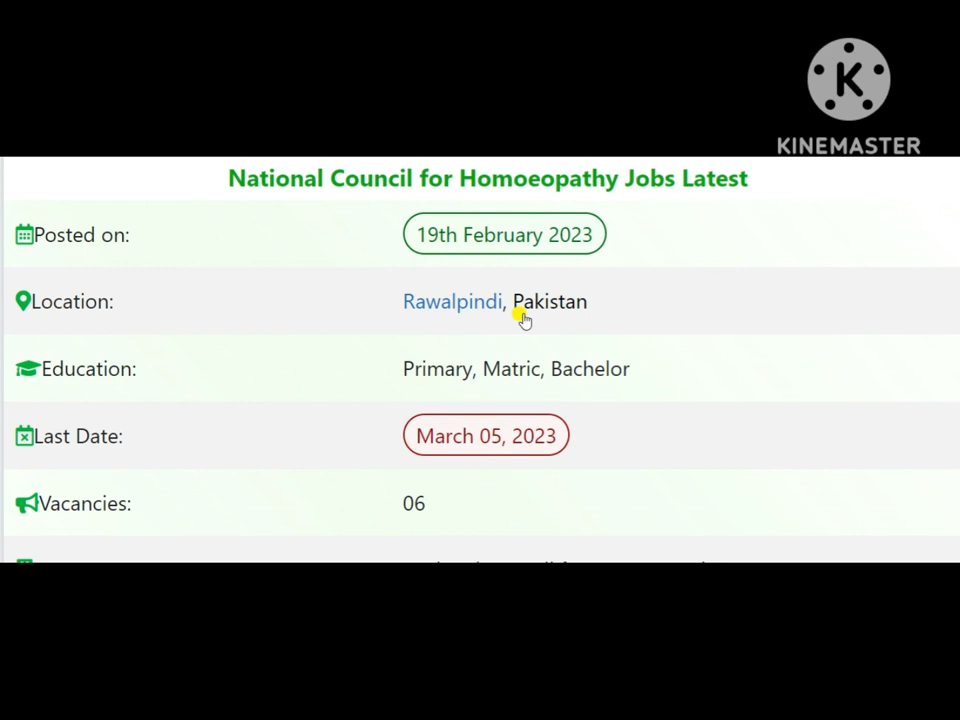 KINEMASTER
National Council for Homoeopathy Jobs Latest
Posted on: 19th February 2023
Location: Rawalpindi, Pakistan
Education: Primary, Matric, Bachelor
Last Date: March 05, 2023
Vacancies: 06